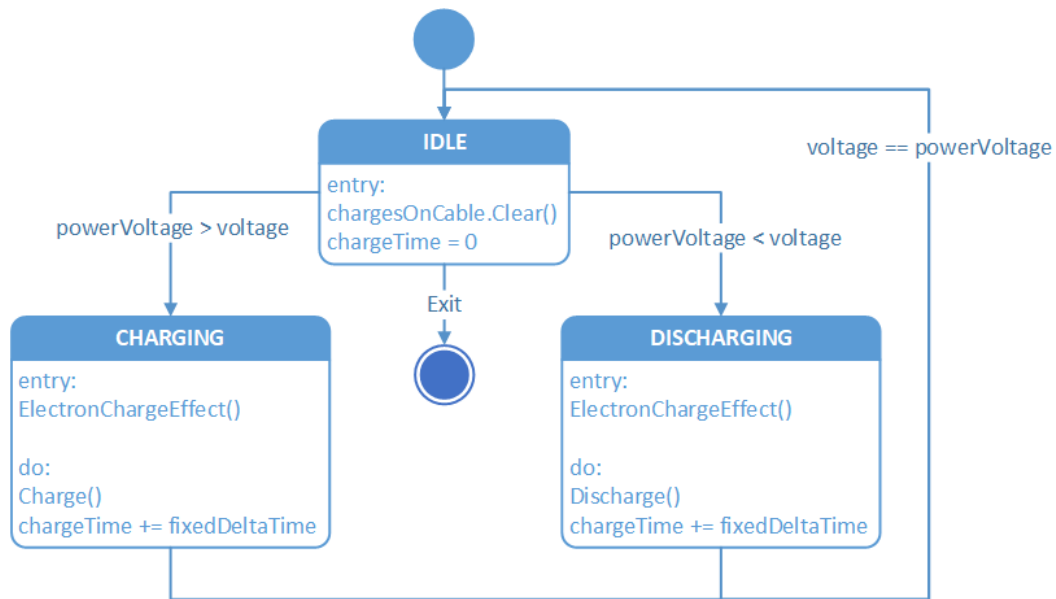 IDLE
entry:
chargesOnCable.Clear()
chargeTime = 0
voltage == powerVoltage
powerVoltage > voltage
powerVoltage < voltage
Exit
CHARGING
entry:
ElectronChargeEffect()
do:
Charge()
chargeTime += fixedDeltaTime
DISCHARGING
entry:
ElectronChargeEffect()
do:
Discharge()
chargeTime += fixedDeltaTime